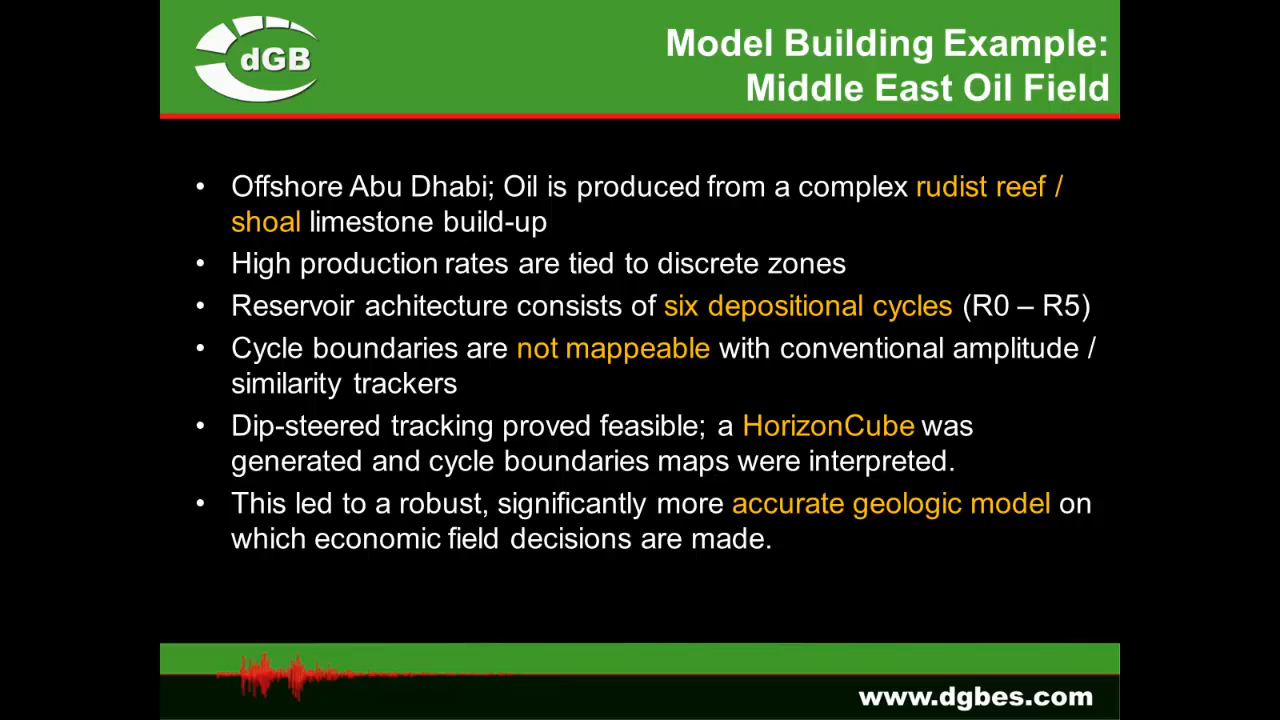 dGB
Model Building Example:
Middle East Oil Field
• Offshore Abu Dhabi; Oil is produced from a complex rudist reef /
shoal limestone build-up
• High production rates are tied to discrete zones
• Reservoir achitecture consists of six depositional cycles (R0 – R5)
• Cycle boundaries are not mappeable with conventional amplitude /
similarity trackers
• Dip-steered tracking proved feasible; a HorizonCube was
generated and cycle boundaries maps were interpreted.
• This led to a robust, significantly more accurate geologic model on
which economic field decisions are made.
www.dgbes.com